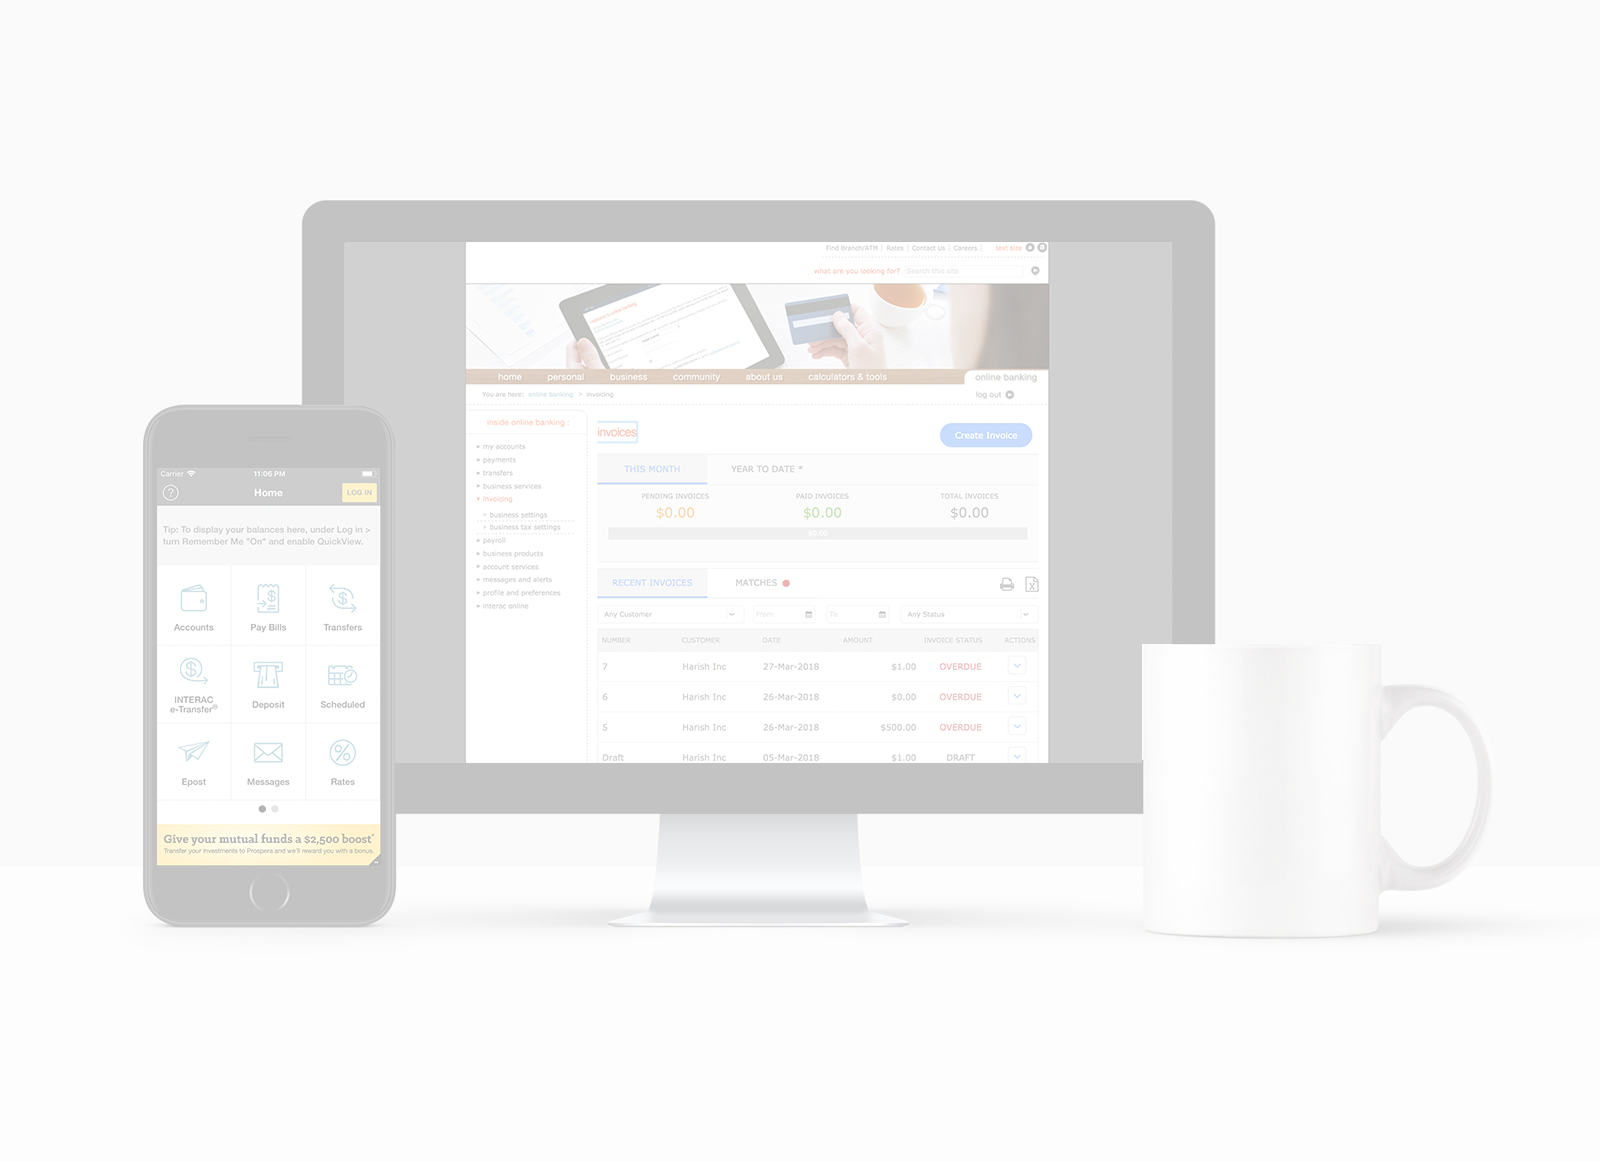 Find Branch/ATM | Rates | Contact Us | Careers | text size
what are you looking for? Search this site
home personal business community about us calculators & tools online banking
You are here: online banking > invoicing
log out
inside online banking :
my accounts
payments
transfers
business services
invoicing
business settings
business tax settings
payroll
business products
account services
messages and alerts
profile and preferences
interac online
invoices
Create Invoice
THIS MONTH YEAR TO DATE *
PENDING INVOICES PAID INVOICES TOTAL INVOICES
$0.00 $0.00 $0.00
$0.00
RECENT INVOICES MATCHES
Any Customer From To Any Status
NUMBER CUSTOMER DATE AMOUNT INVOICE STATUS ACTIONS
7 Harish Inc 27-Mar-2018 $1.00 OVERDUE
6 Harish Inc 26-Mar-2018 $0.00 OVERDUE
5 Harish Inc 26-Mar-2018 $500.00 OVERDUE
Draft Harish Inc 05-Mar-2018 $1.00 DRAFT
Carrier 11:06 PM
? Home LOG IN
Tip: To display your balances here, under Log in >
turn Remember Me "On" and enable QuickView.
Accounts Pay Bills Transfers
INTERAC
e-Transfer® Deposit Scheduled
Epost Messages Rates
Give your mutual funds a $2,500 boost*
Transfer your investments to Prospera and we'll reward you with a bonus.